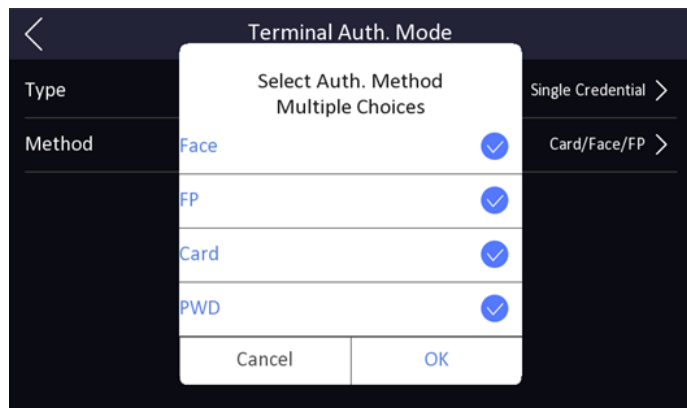 Terminal Auth. Mode
Select Auth. Method
Multiple Choices
Type
Single Credential
Method
Card/Face/FP
Face
FP
Card
PWD
Cancel
OK